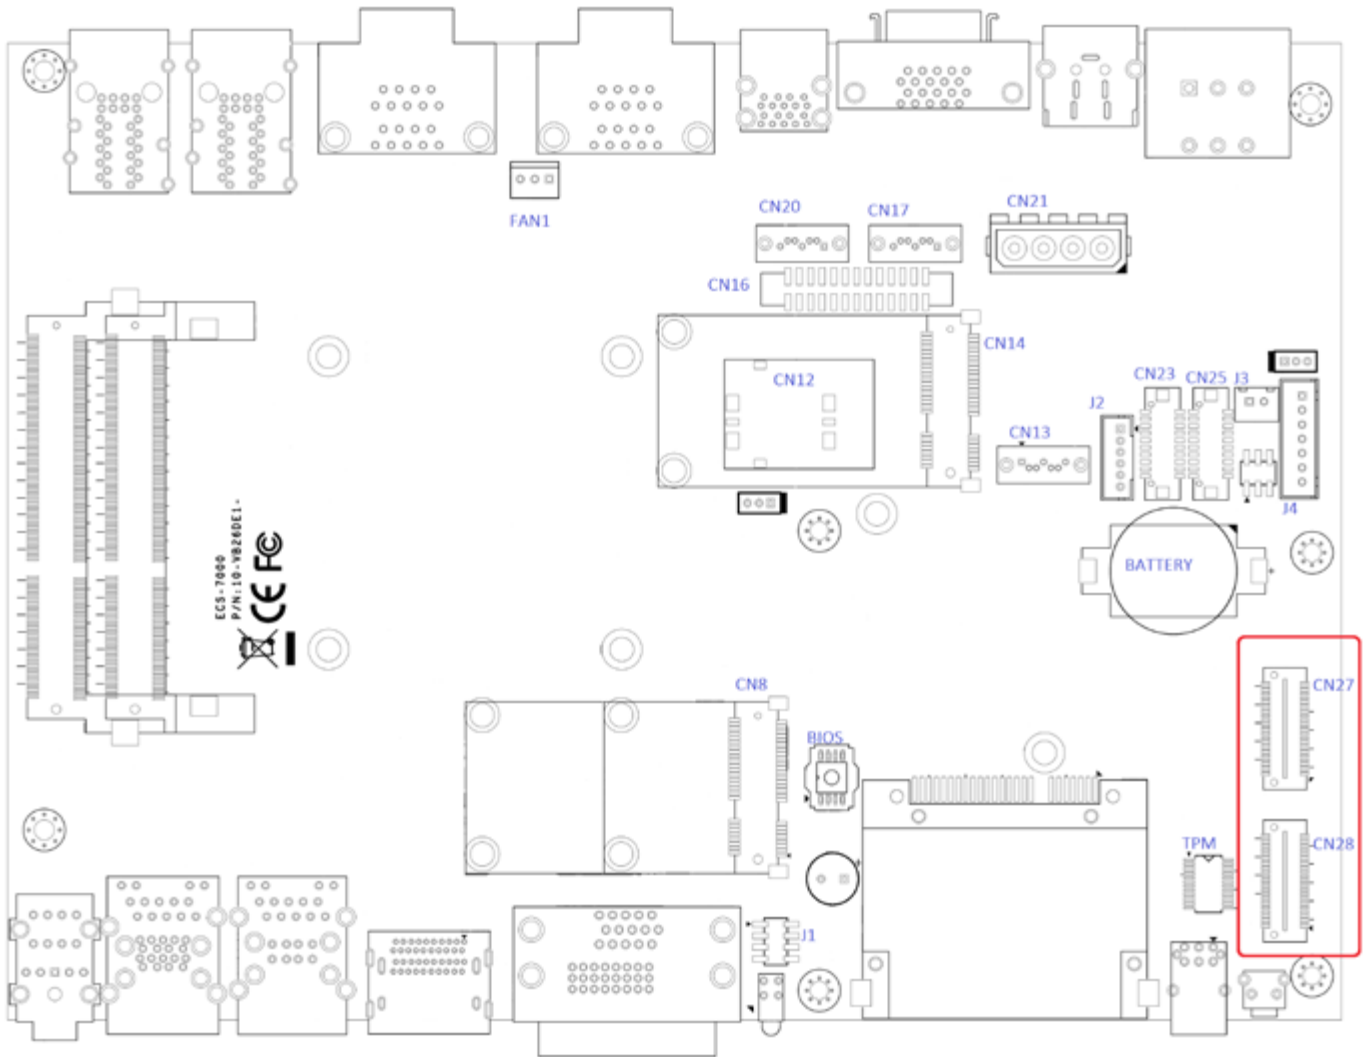 FAN1
CN20
CN17
CN21
CN16
CN14
CN12
CN23
CN25
J3
J2
CN13
J4
ECS-7000
P/N:10-VB26DE1-
CE FC
BATTERY
CN27
CN8
BIOS
TPM
CN28
J1